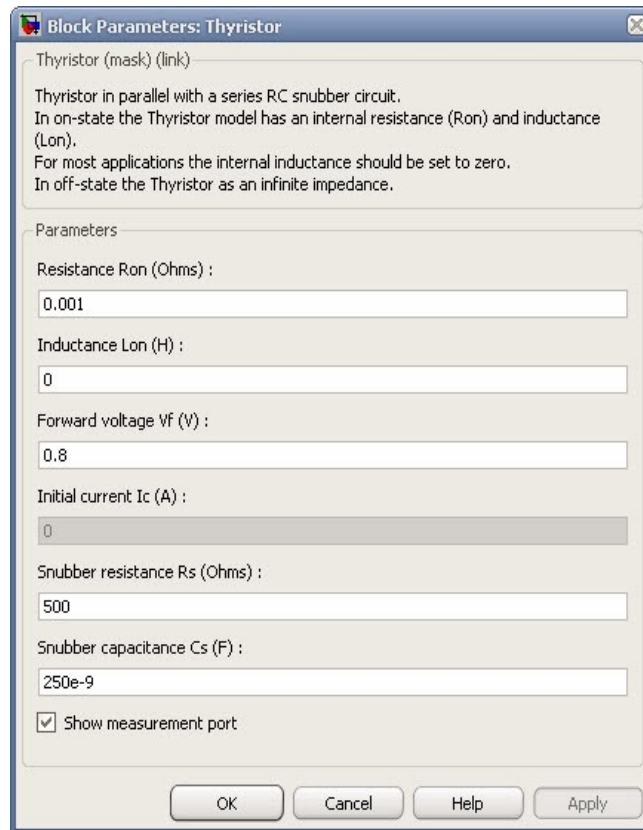 Block Parameters: Thyristor
Thyristor (mask) (link)
Thyristor in parallel with a series RC snubber circuit.
In on-state the Thyristor model has an internal resistance (Ron) and inductance
(Lon).
For most applications the internal inductance should be set to zero.
In off-state the Thyristor as an infinite impedance.
Parameters
Resistance Ron (Ohms) :
0.001
Inductance Lon (H) :
0
Forward voltage Vf (V) :
0.8
Initial current Ic (A) :
0
Snubber resistance Rs (Ohms) :
500
Snubber capacitance Cs (F) :
250e-9
Show measurement port
OK Cancel Help Apply